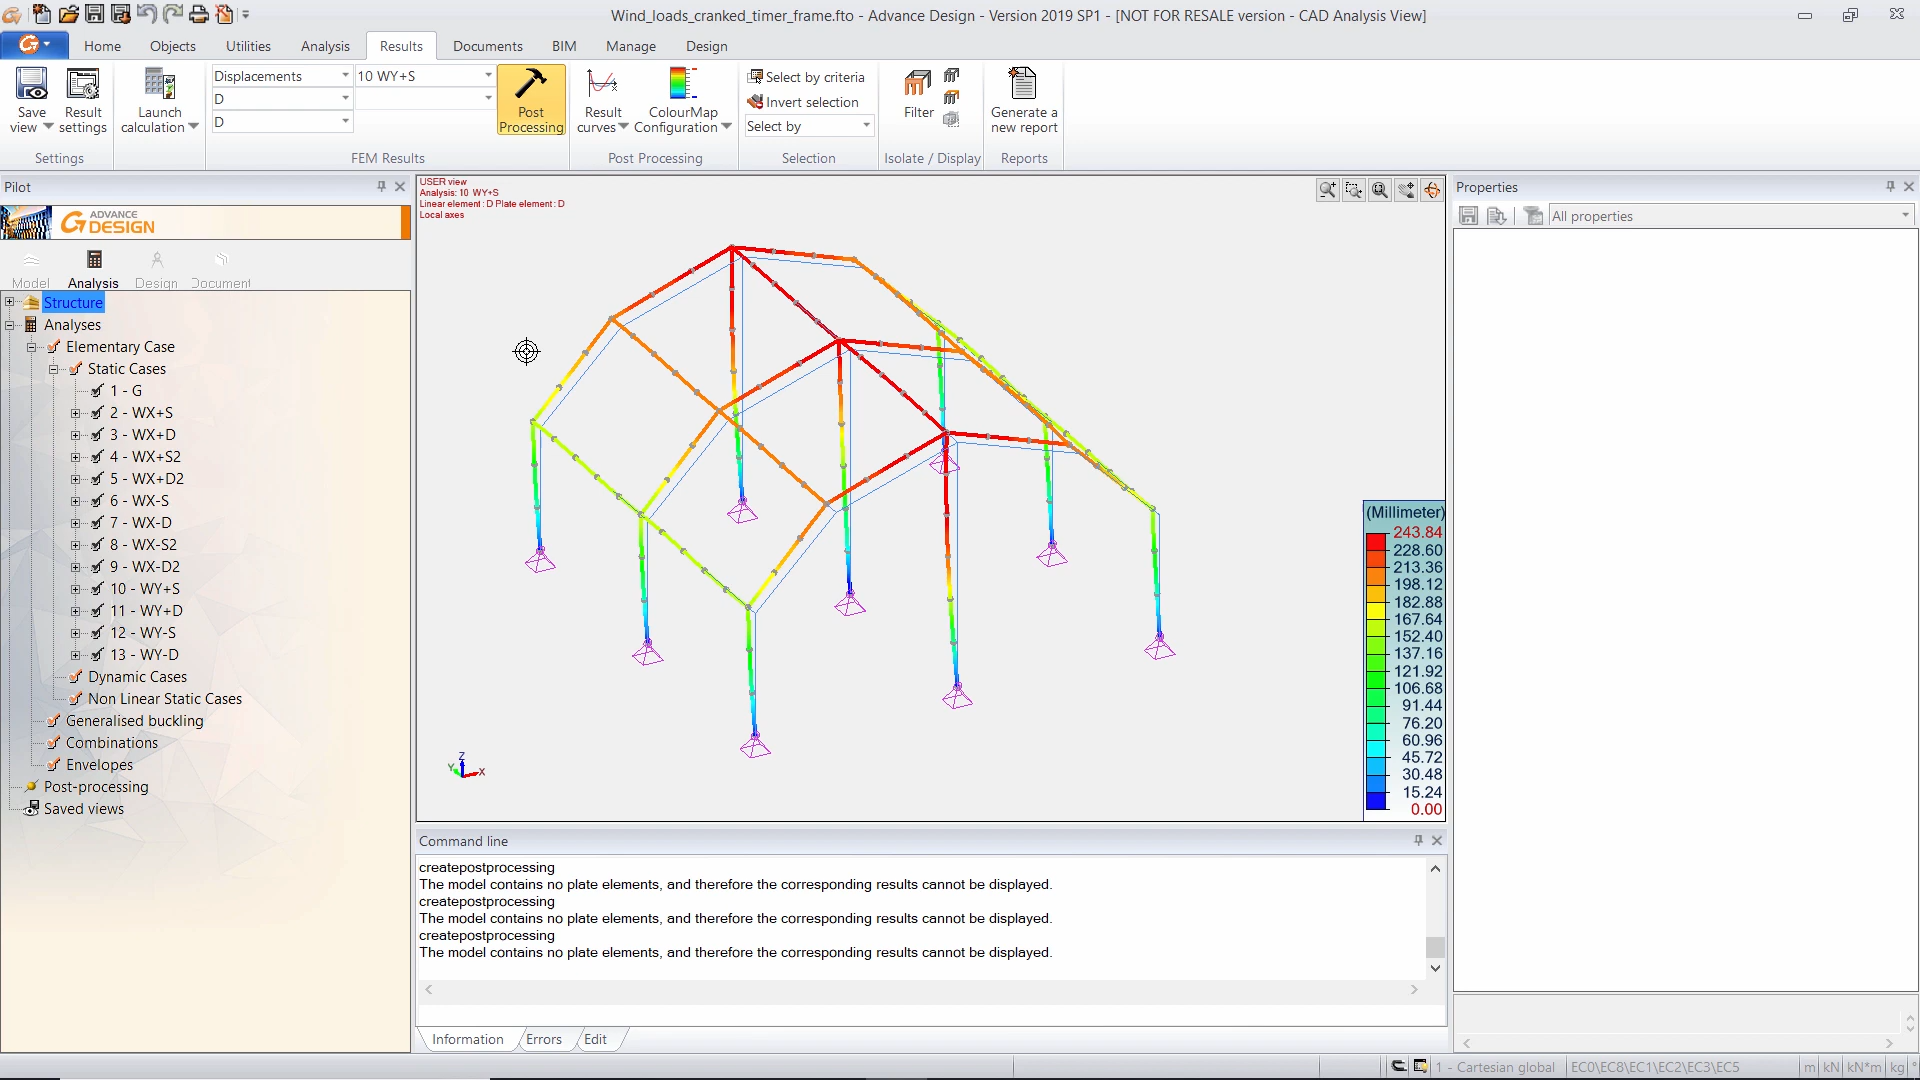 Wind_loads_cranked_timer_frame.fto - Advance Design - Version 2019 SP1 - [NOT FOR RESALE version - CAD Analysis View]
Home Objects Utilities Analysis Results Documents BIM Manage Design
Save view
Result settings
Settings
Launch calculation
Displacements 10 WY+S
D
D
FEM Results
Post Processing
Result curves
ColourMap Configuration
Post Processing
Select by criteria
Invert selection
Select by
Selection
Filter
Isolate / Display
Generate a new report
Reports
Pilot
ADVANCE DESIGN
Model Analysis Design Document
Structure
Analyses
Elementary Case
Static Cases
1 - G
2 - WX+S
3 - WX+D
4 - WX+S2
5 - WX+D2
6 - WX-S
7 - WX-D
8 - WX-S2
9 - WX-D2
10 - WY+S
11 - WY+D
12 - WY-S
13 - WY-D
Dynamic Cases
Non Linear Static Cases
Generalised buckling
Combinations
Envelopes
Post-processing
Saved views
USER view
Analysis: 10 WY+S
Linear element : D Plate element : D
Local axes
Z
Y
X
(Millimeter)
243.84
228.60
213.36
198.12
182.88
167.64
152.40
137.16
121.92
106.68
91.44
76.20
60.96
45.72
30.48
15.24
0.00
Command line
createpostprocessing
The model contains no plate elements, and therefore the corresponding results cannot be displayed.
createpostprocessing
The model contains no plate elements, and therefore the corresponding results cannot be displayed.
createpostprocessing
The model contains no plate elements, and therefore the corresponding results cannot be displayed.
Information Errors Edit
Properties
All properties
1 - Cartesian global EC0\EC8\EC1\EC2\EC3\EC5 m kN kN*m kg °